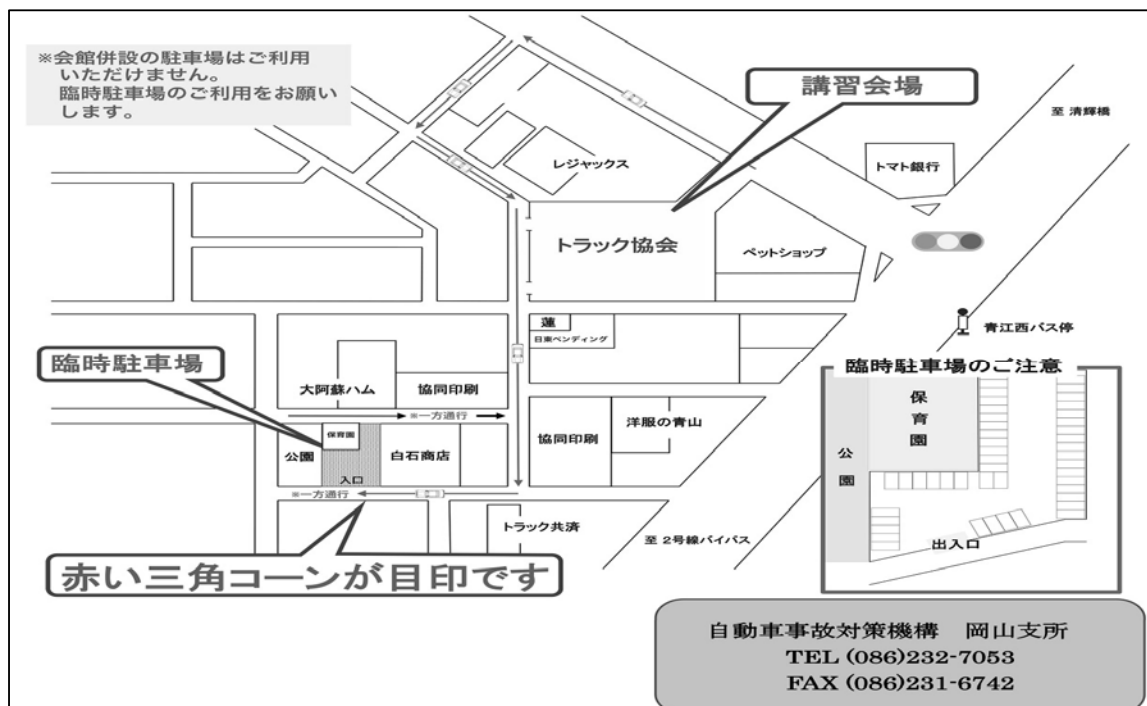 ※会館併設の駐車場はご利用
いただけません。
臨時駐車場のご利用をお願い
します。
講習会場
至 清輝橋
トマト銀行
レジャックス
トラック協会
ペットショップ
青江西バス停
蓮
日東ベンディング
臨時駐車場
大阿蘇ハム
協同印刷
※一方通行
保育園
公園
白石商店
入口
協同印刷
洋服の青山
※一方通行
トラック共済
至 2号線バイパス
赤い三角コーンが目印です
臨時駐車場のご注意
保育園
公園
出入口
自動車事故対策機構 岡山支所
TEL (086)232-7053
FAX (086)231-6742